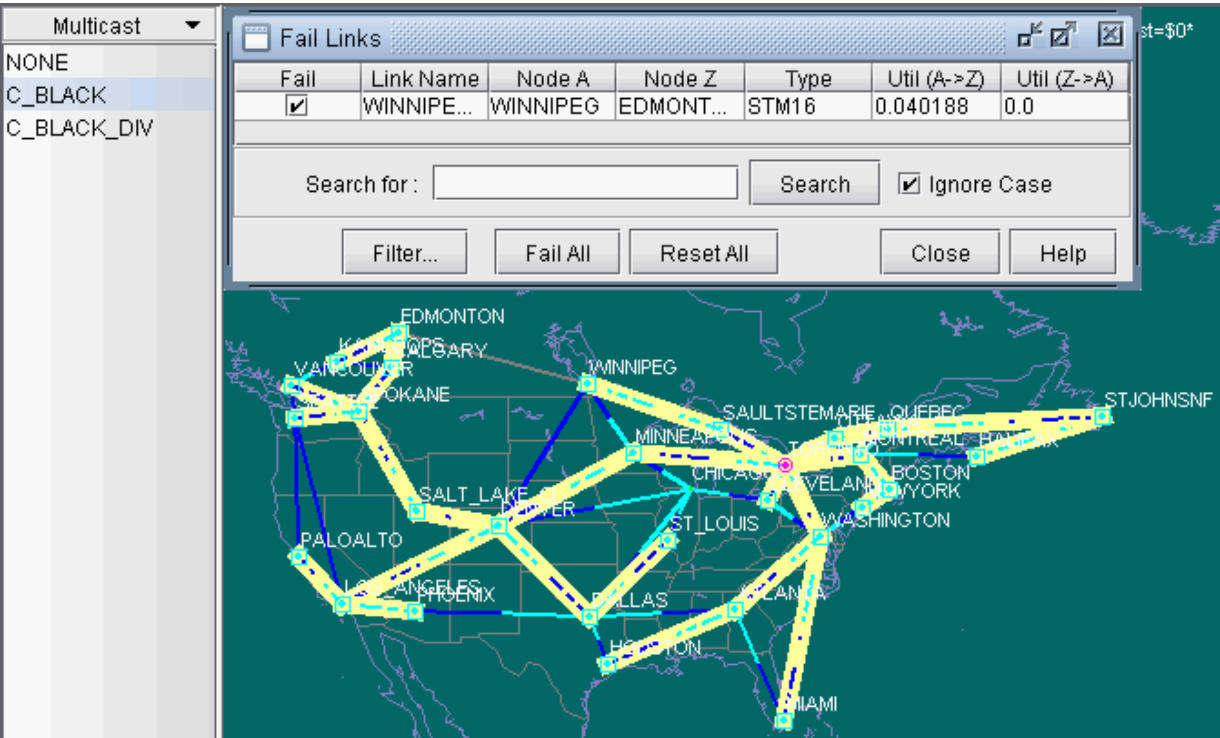 Multicast
NONE
C_BLACK
C_BLACK_DIV
st=$0*
Fail Links
Fail Link Name Node A Node Z Type Util (A->Z) Util (Z->A)
WINNIPE... WINNIPEG EDMONT... STM16 0.040188 0.0
Search for : Search Ignore Case
Filter... Fail All Reset All Close Help
EDMONTON
CALGARY
VANCOUVER
SPOKANE
WINNIPEG
STJOHNSNF
SAULTSTEMARIE
QUEBEC
MINNEAPOLIS
MONTREAL
HALIFAX
CHICAGO
CLEVELAND
BOSTON
NYORK
SALT_LAKE
DENVER
ST_LOUIS
WASHINGTON
PALOALTO
LOS_ANGELES
PHOENIX
DALLAS
ATLANTA
HOUSTON
MIAMI